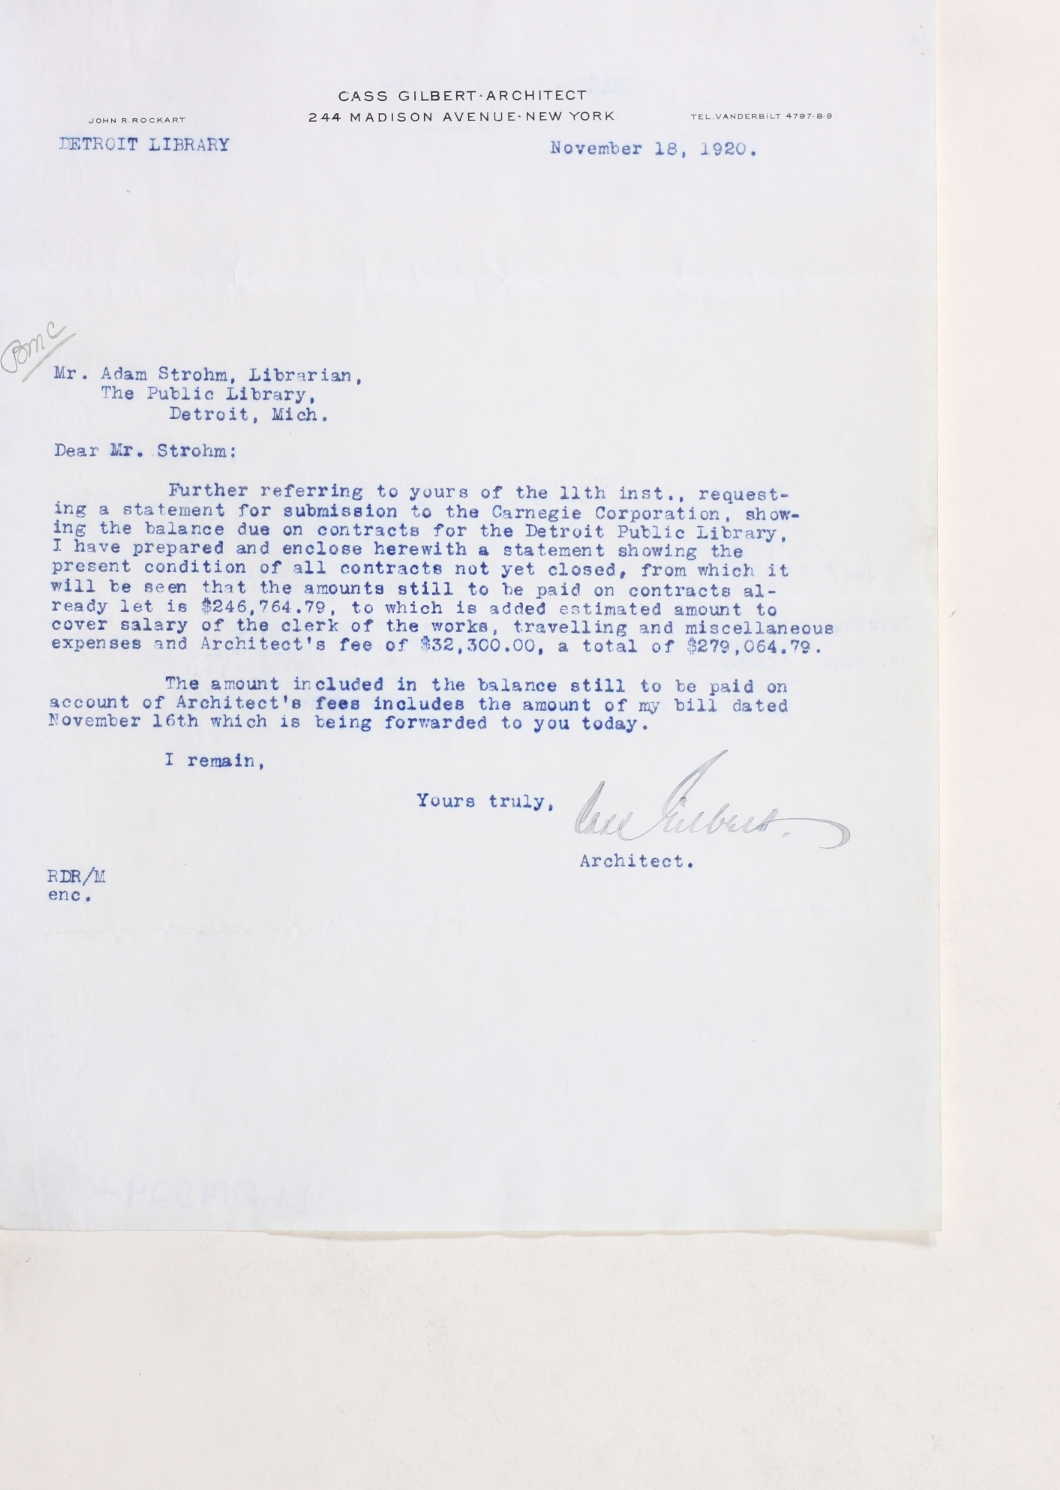 CASS GILBERT·ARCHITECT
244 MADISON AVENUE·NEW YORK
JOHN R. ROCKART
TEL. VANDERBILT 4797-8-9
DETROIT LIBRARY
November 18, 1920.
BMC
Mr. Adam Strohm, Librarian,
The Public Library,
Detroit, Mich.
Dear Mr. Strohm:
Further referring to yours of the 11th inst., request-
ing a statement for submission to the Carnegie Corporation, show-
ing the balance due on contracts for the Detroit Public Library,
I have prepared and enclose herewith a statement showing the
present condition of all contracts not yet closed, from which it
will be seen that the amounts still to be paid on contracts al-
ready let is $246,764.79, to which is added estimated amount to
cover salary of the clerk of the works, travelling and miscellaneous
expenses and Architect's fee of $32,300.00, a total of $279,064.79.
The amount included in the balance still to be paid on
account of Architect's fees includes the amount of my bill dated
November 16th which is being forwarded to you today.
I remain,
Yours truly,
Cass Gilbert.
Architect.
RDR/M
enc.